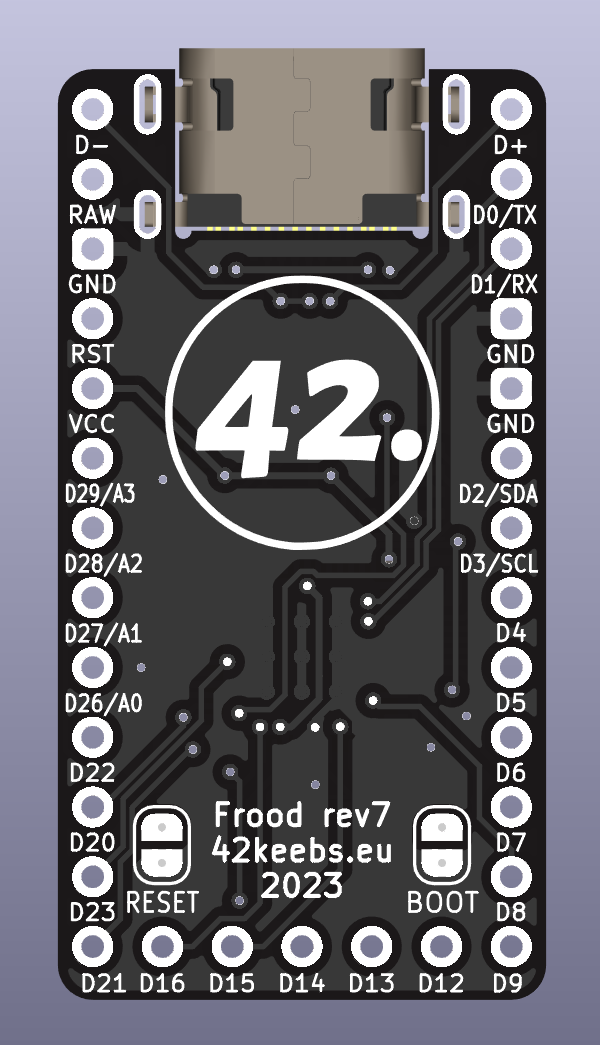 D- D+
RAW D0/TX
GND D1/RX
RST GND
VCC GND
42.
D29/A3 D2/SDA
D28/A2 D3/SCL
D27/A1 D4
D26/A0 D5
D22 D6
D20 D7
Frood rev7
42keebs.eu
2023
D23 D8
RESET BOOT
D21 D16 D15 D14 D13 D12 D9